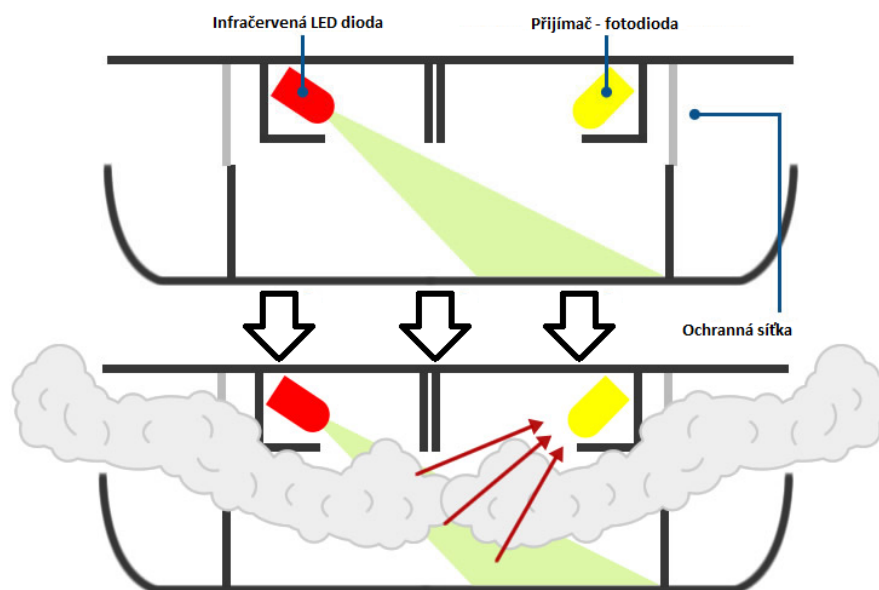 Infračervená LED dioda
Přijímač - fotodioda
Ochranná síťka